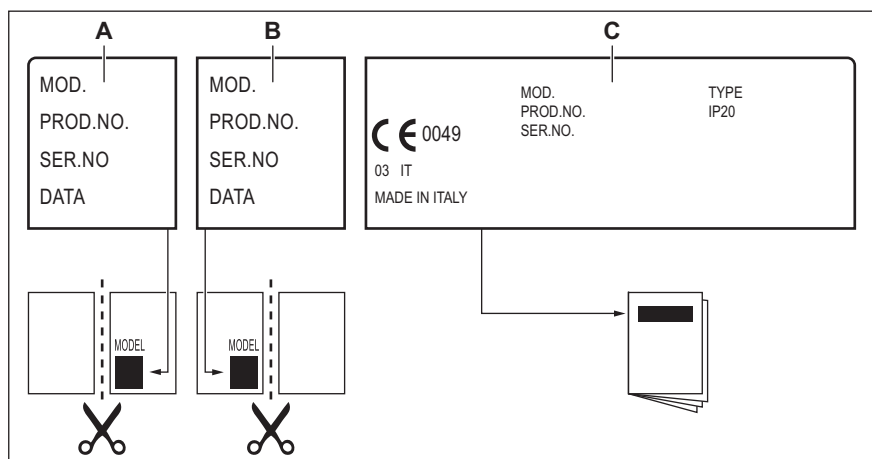 A
B
C
MOD.
PROD.NO.
SER.NO
DATA
MOD.
PROD.NO.
SER.NO
DATA
MOD.
PROD.NO.
SER.NO.
TYPE
IP20
CE 0049
03 IT
MADE IN ITALY
MODEL
MODEL